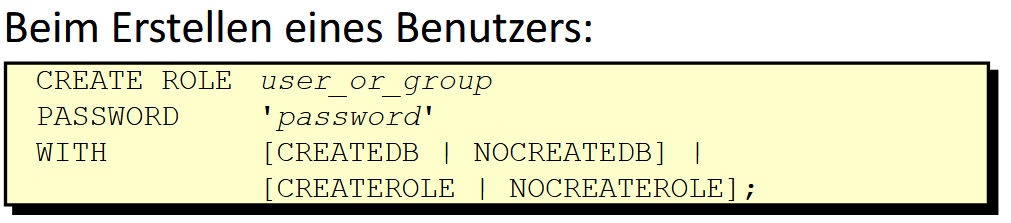 Beim Erstellen eines Benutzers:
CREATE ROLE user_or_group
PASSWORD 'password'
WITH [CREATEDB | NOCREATEDB] |
[CREATEROLE | NOCREATEROLE];